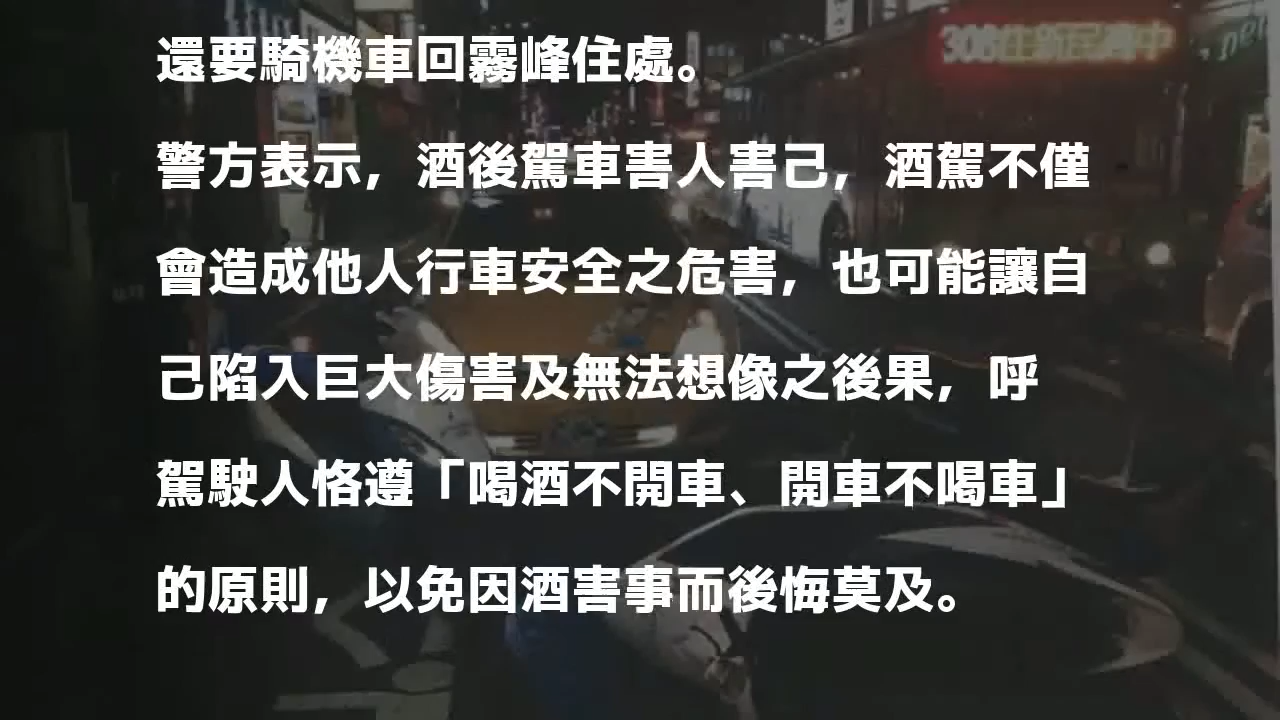 還要騎機車回霧峰住處。
警方表示，酒後駕車害人害己，酒駕不僅
會造成他人行車安全之危害，也可能讓自
己陷入巨大傷害及無法想像之後果，呼
駕駛人恪遵「喝酒不開車、開車不喝車」
的原則，以免因酒害事而後悔莫及。